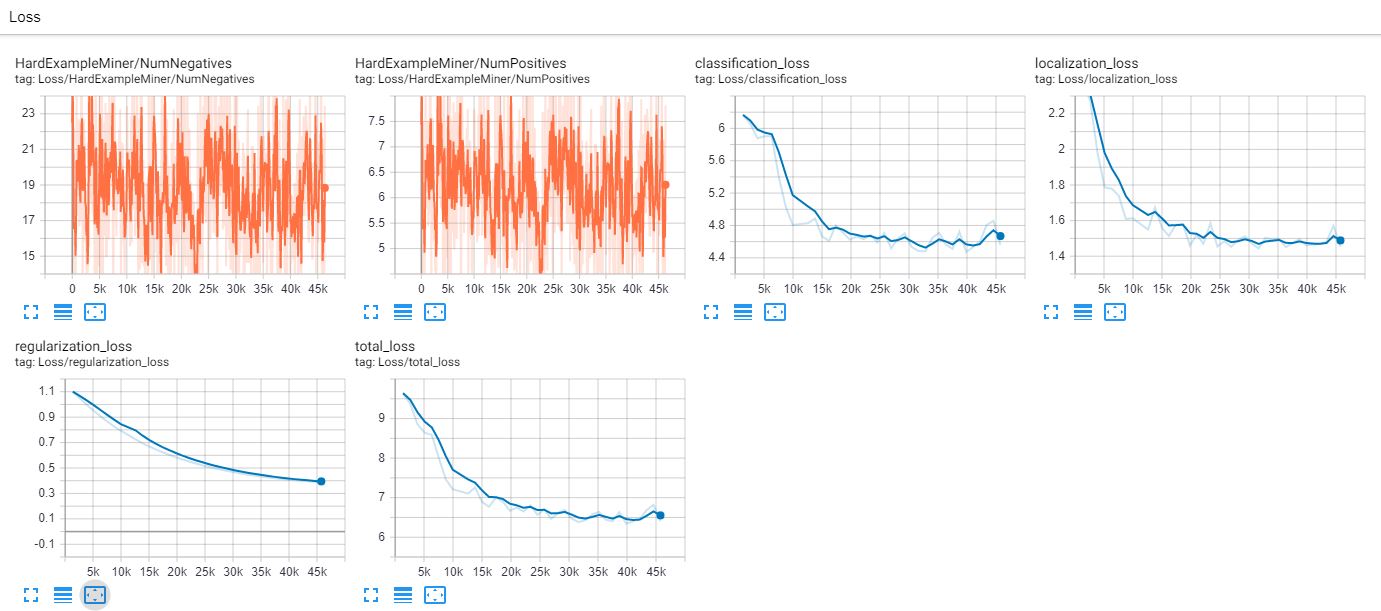 Loss
HardExampleMiner/NumNegatives
tag: Loss/HardExampleMiner/NumNegatives
23
21
19
17
15
0 5k 10k 15k 20k 25k 30k 35k 40k 45k
HardExampleMiner/NumPositives
tag: Loss/HardExampleMiner/NumPositives
7.5
7
6.5
6
5.5
5
0 5k 10k 15k 20k 25k 30k 35k 40k 45k
classification_loss
tag: Loss/classification_loss
6
5.6
5.2
4.8
4.4
5k 10k 15k 20k 25k 30k 35k 40k 45k
localization_loss
tag: Loss/localization_loss
2.2
2
1.8
1.6
1.4
5k 10k 15k 20k 25k 30k 35k 40k 45k
regularization_loss
tag: Loss/regularization_loss
1.1
0.9
0.7
0.5
0.3
0.1
-0.1
5k 10k 15k 20k 25k 30k 35k 40k 45k
total_loss
tag: Loss/total_loss
9
8
7
6
5k 10k 15k 20k 25k 30k 35k 40k 45k